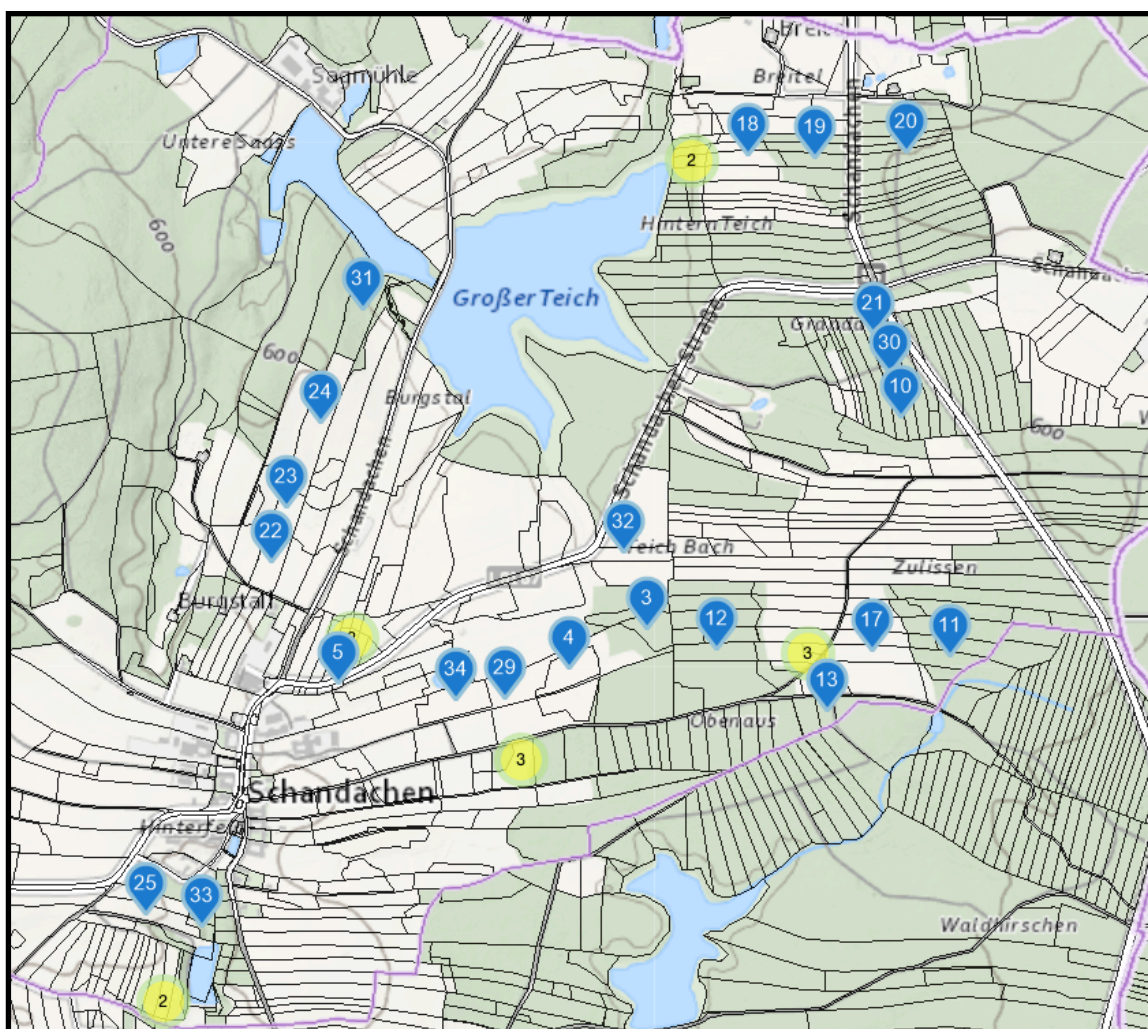 Breitel
Saamühle
Untere Saass
18
19
20
2
Schandachen
Hintern Teich
600
31
Großer Teich
21
30
10
600
24
Burgstal
Schandacher Straße
600
23
22
Schandachen
32
Teich Bach
Zulissen
Burgstall
3
12
17
11
5
34
29
4
3
13
Obenaus
3
Schandachen
Hinterfeld
25
33
Waldhirschen
2